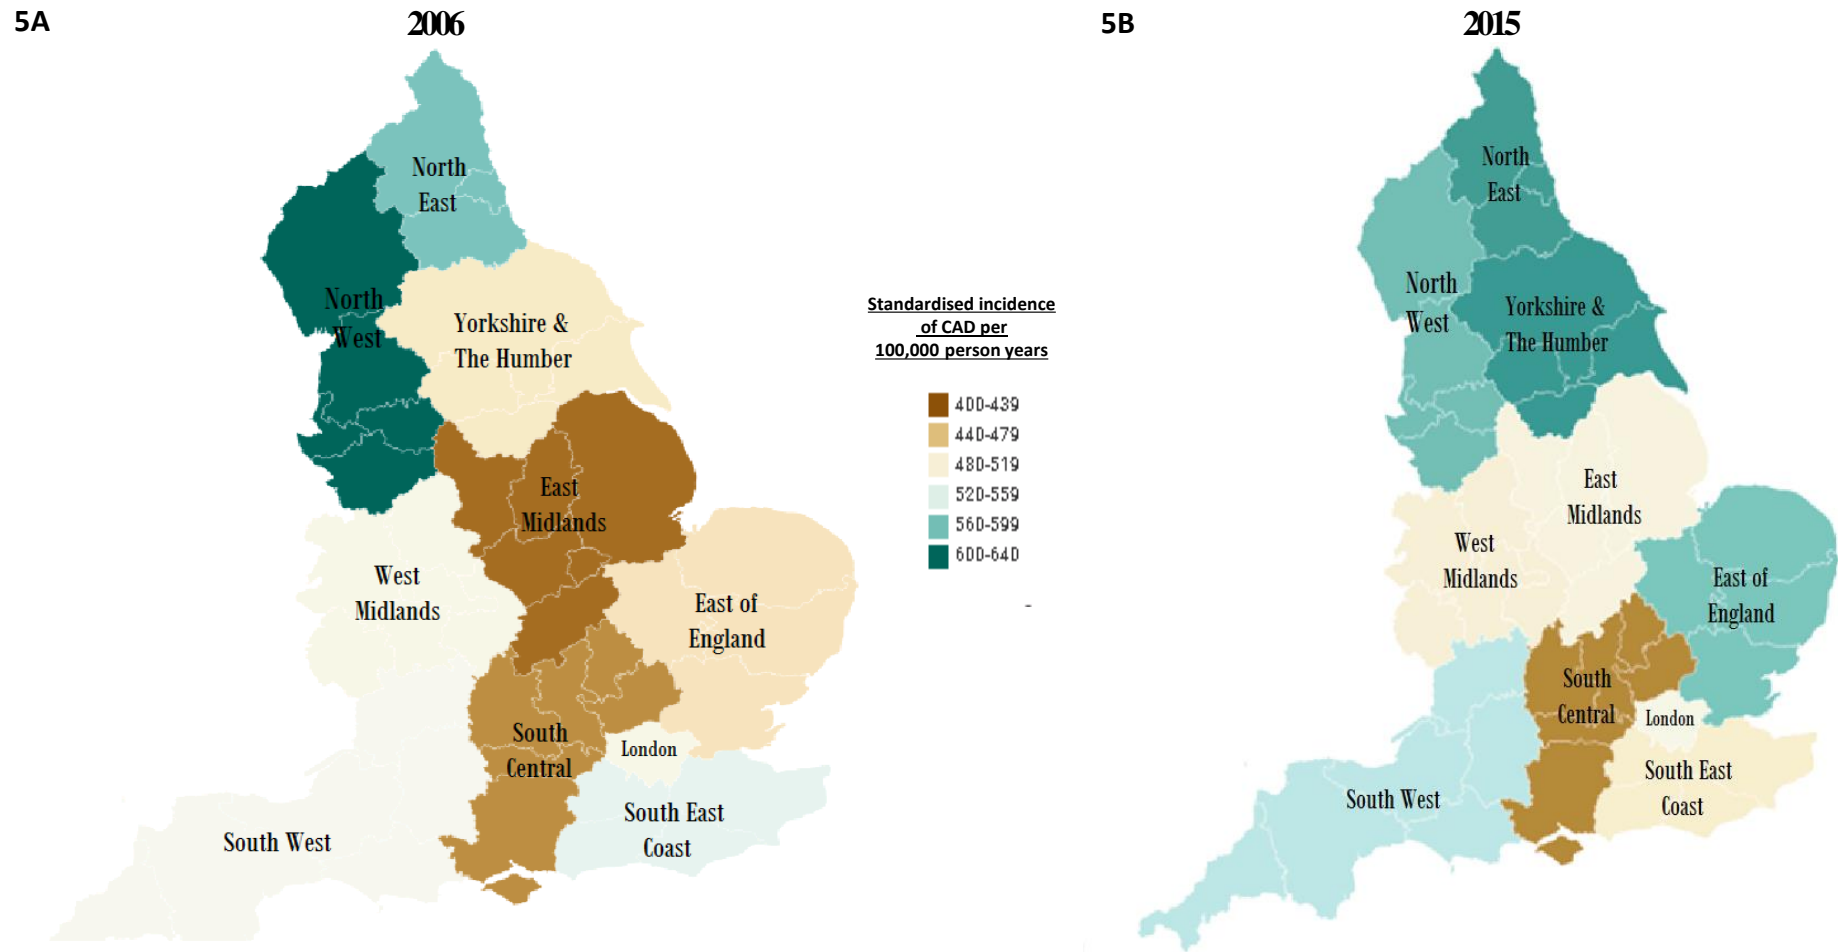 5A
2006
North
East
North
West
Yorkshire &
The Humber
East
Midlands
West
Midlands
East of
England
South
Central
London
South East
Coast
South West
Standardised incidence
of CAD per
100,000 person years
400-439
440-479
480-519
520-559
560-599
600-640
5B
2015
North
East
North
West
Yorkshire &
The Humber
East
Midlands
West
Midlands
East of
England
South
Central
London
South East
Coast
South West